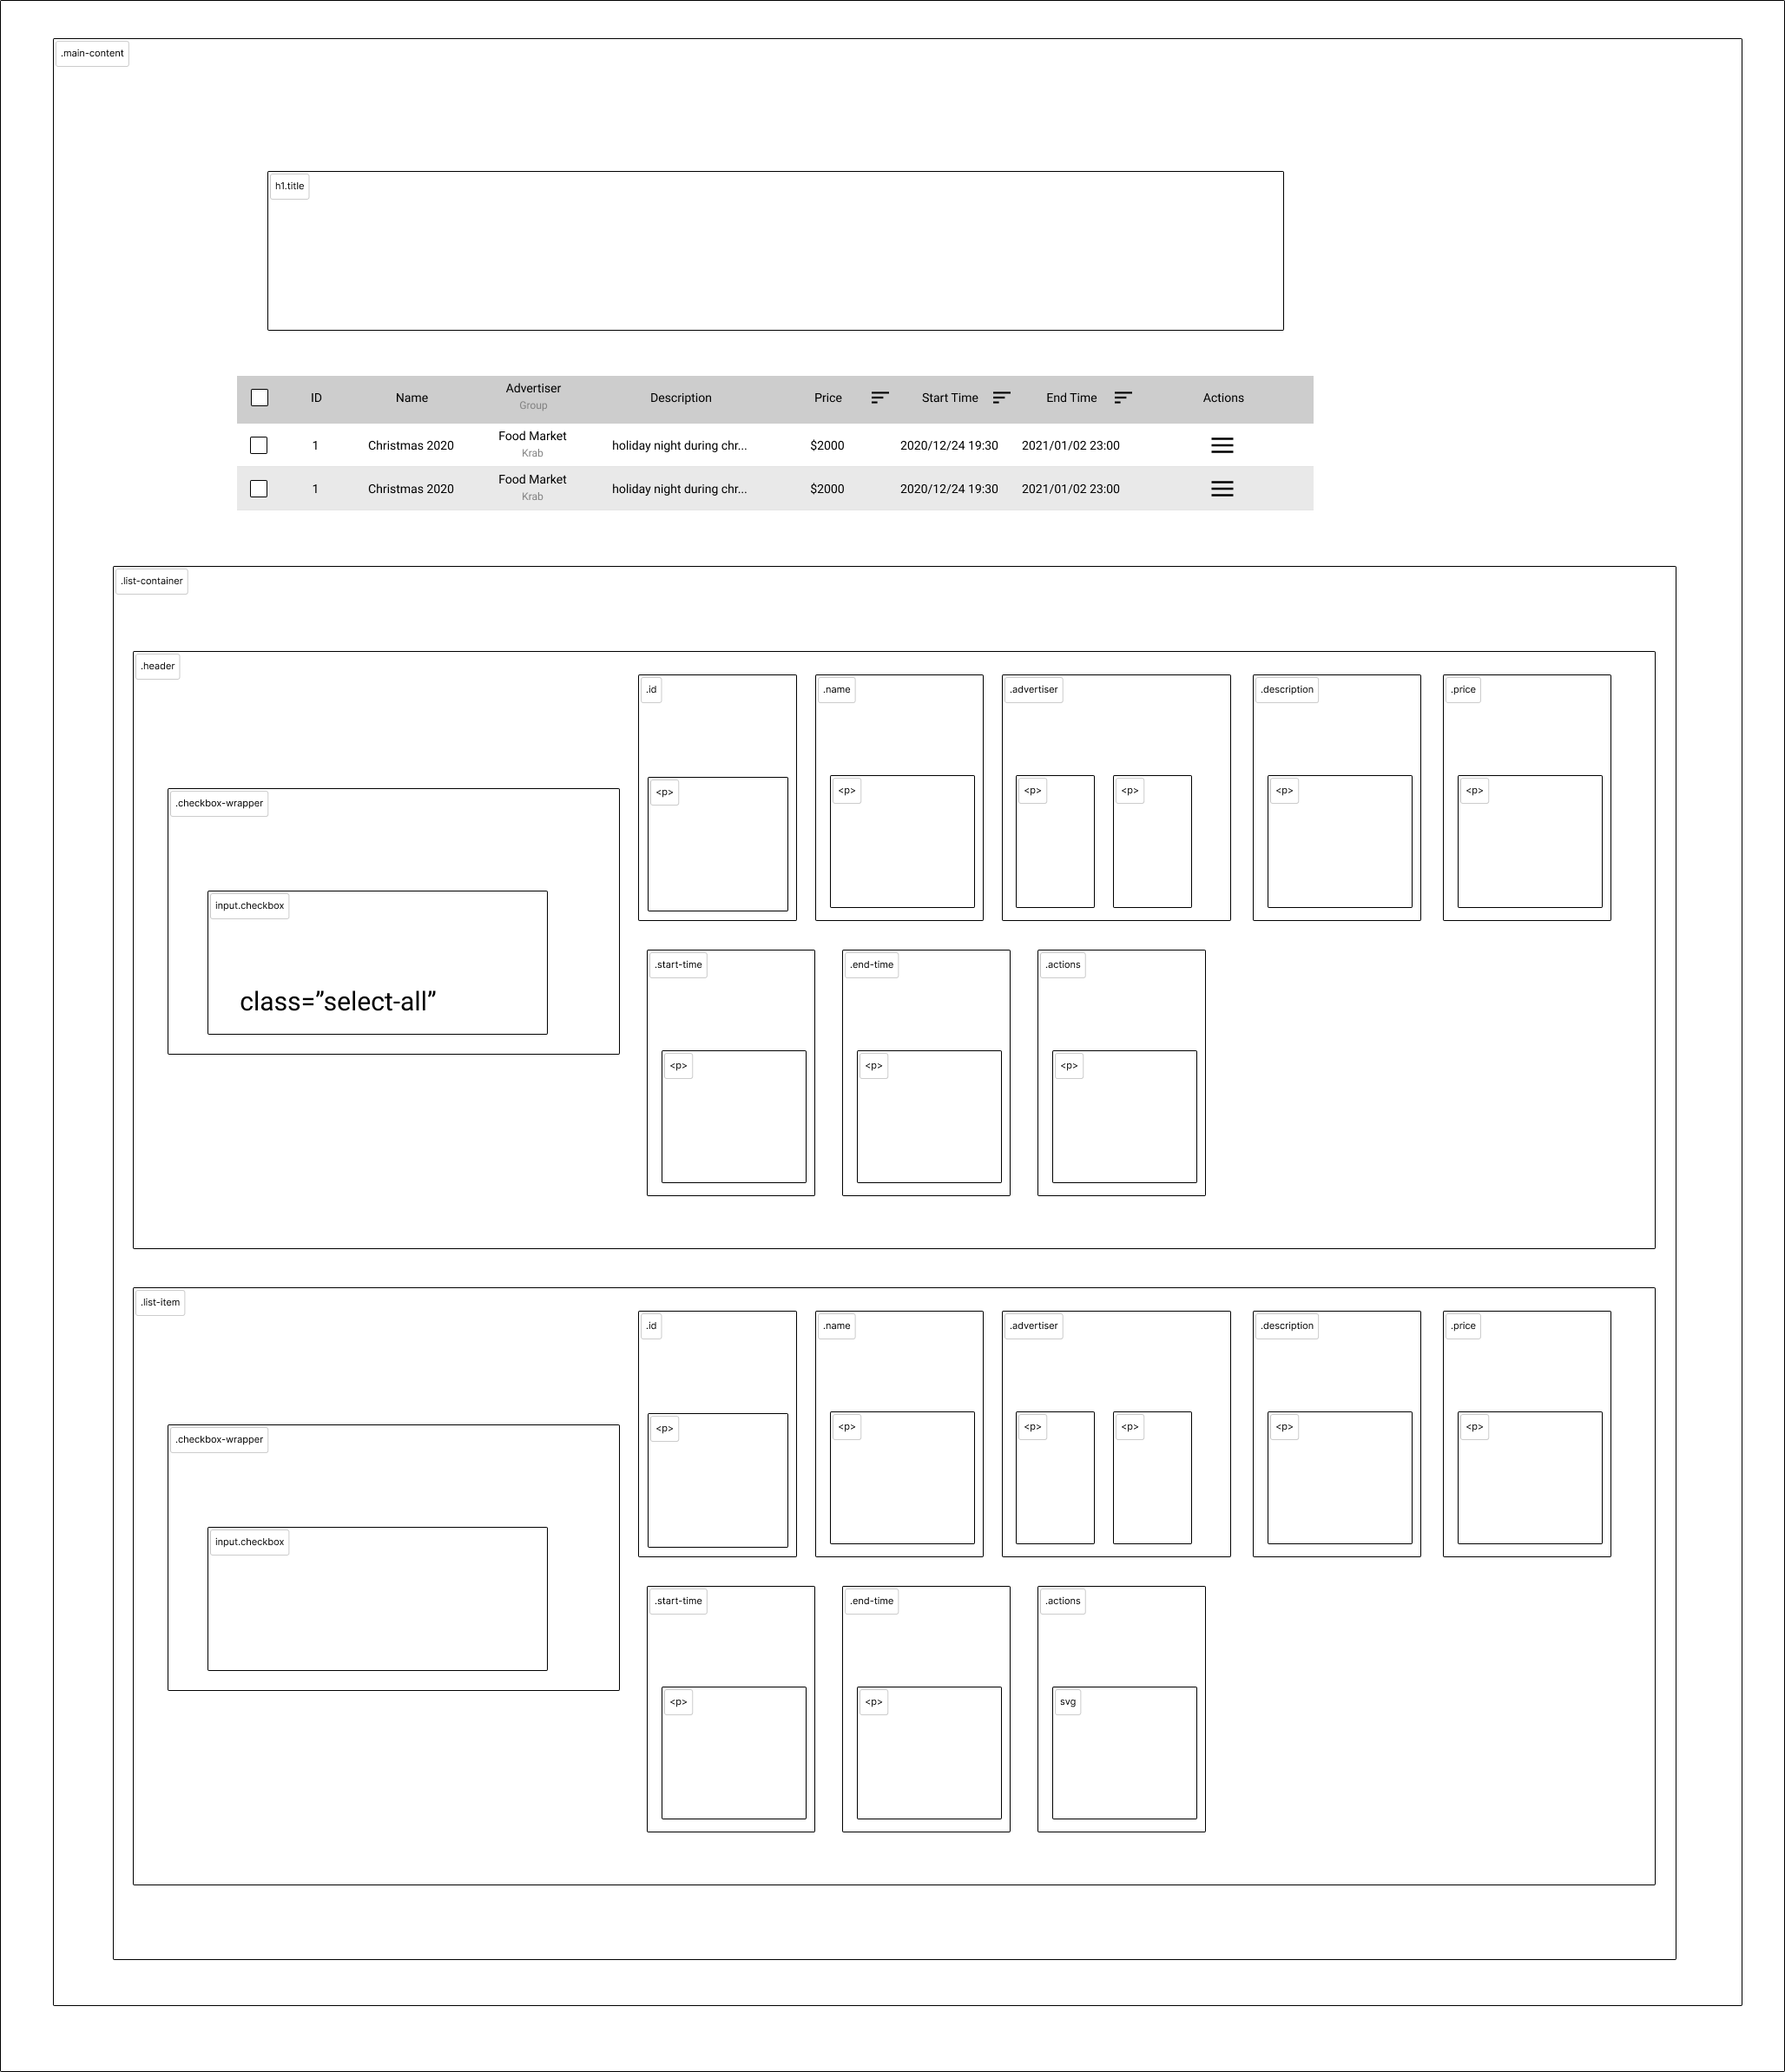 .main-content
h1.title
ID Name Advertiser Description Price Start Time End Time Actions
Group
1 Christmas 2020 Food Market holiday night during chr... $2000 2020/12/24 19:30 2021/01/02 23:00
Krab
1 Christmas 2020 Food Market holiday night during chr... $2000 2020/12/24 19:30 2021/01/02 23:00
Krab
.list-container
.header
.id .name .advertiser .description .price
<p> <p> <p> <p> <p> <p>
.checkbox-wrapper
input.checkbox
class=”select-all”
.start-time .end-time .actions
<p> <p> <p>
.list-item
.id .name .advertiser .description .price
<p> <p> <p> <p> <p> <p>
.checkbox-wrapper
input.checkbox
.start-time .end-time .actions
<p> <p> svg